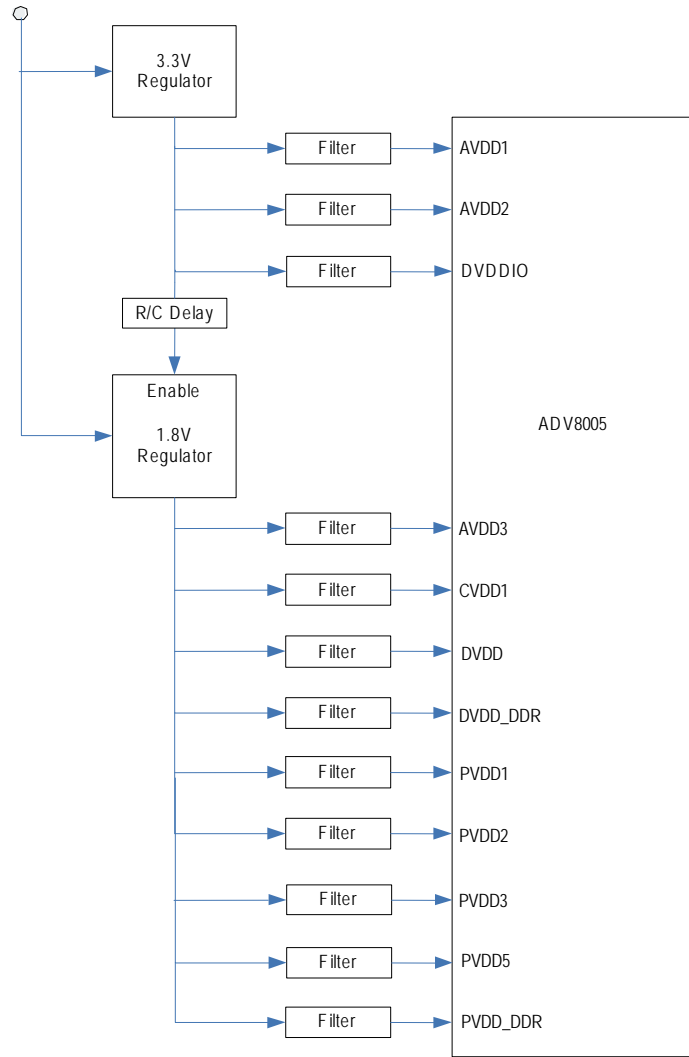 3.3V
Regulator
Filter
AVDD1
Filter
AVDD2
Filter
DVDDIO
R/C Delay
Enable
1.8V
Regulator
ADV8005
Filter
AVDD3
Filter
CVDD1
Filter
DVDD
Filter
DVDD_DDR
Filter
PVDD1
Filter
PVDD2
Filter
PVDD3
Filter
PVDD5
Filter
PVDD_DDR